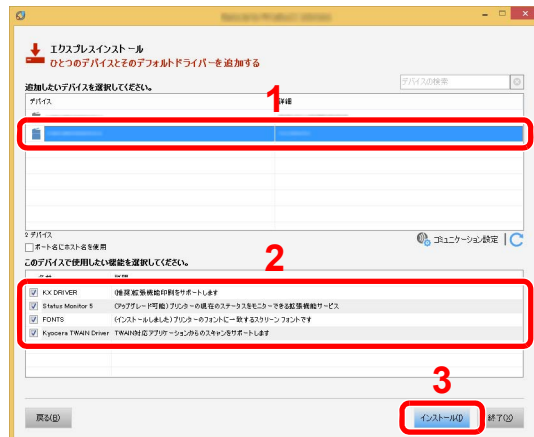 エクスプレスインストール
ひとつのデバイスとそのデフォルトドライバーを追加する
デバイスの検索
追加したいデバイスを選択してください。
1
デバイス 詳細
2 デバイス
ポート名にホスト名を使用
コミュニケーション設定
このデバイスで使用したい機能を選択してください。
2
KX DRIVER (推奨)拡張機能印刷をサポートします
Status Monitor 5 (アップグレード可能)プリンターの現在のステータスをモニターできる拡張機能サービス
FONTS (インストールしました)プリンターのフォントに一致するスクリーン フォントです
Kyocera TWAIN Driver TWAIN対応アプリケーションからのスキャンをサポートします
3
戻る(B) インストール(I) 終了(X)